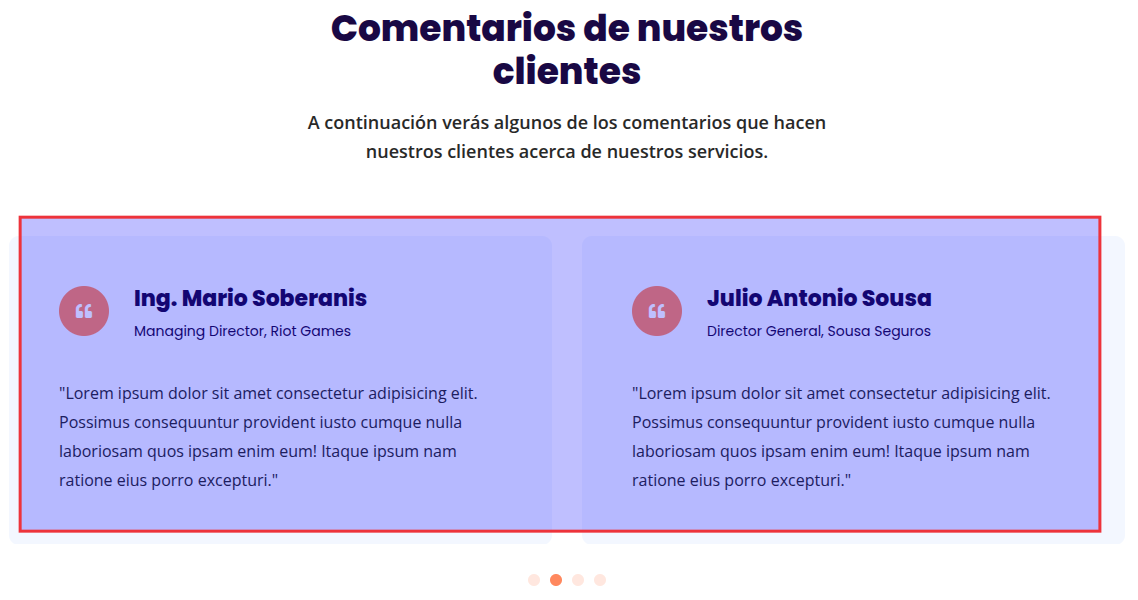 Comentarios de nuestros
clientes
A continuación verás algunos de los comentarios que hacen
nuestros clientes acerca de nuestros servicios.
Ing. Mario Soberanis
Managing Director, Riot Games
"Lorem ipsum dolor sit amet consectetur adipisicing elit.
Possimus consequuntur provident iusto cumque nulla
laboriosam quos ipsam enim eum! Itaque ipsum nam
ratione eius porro excepturi."
Julio Antonio Sousa
Director General, Sousa Seguros
"Lorem ipsum dolor sit amet consectetur adipisicing elit.
Possimus consequuntur provident iusto cumque nulla
laboriosam quos ipsam enim eum! Itaque ipsum nam
ratione eius porro excepturi."